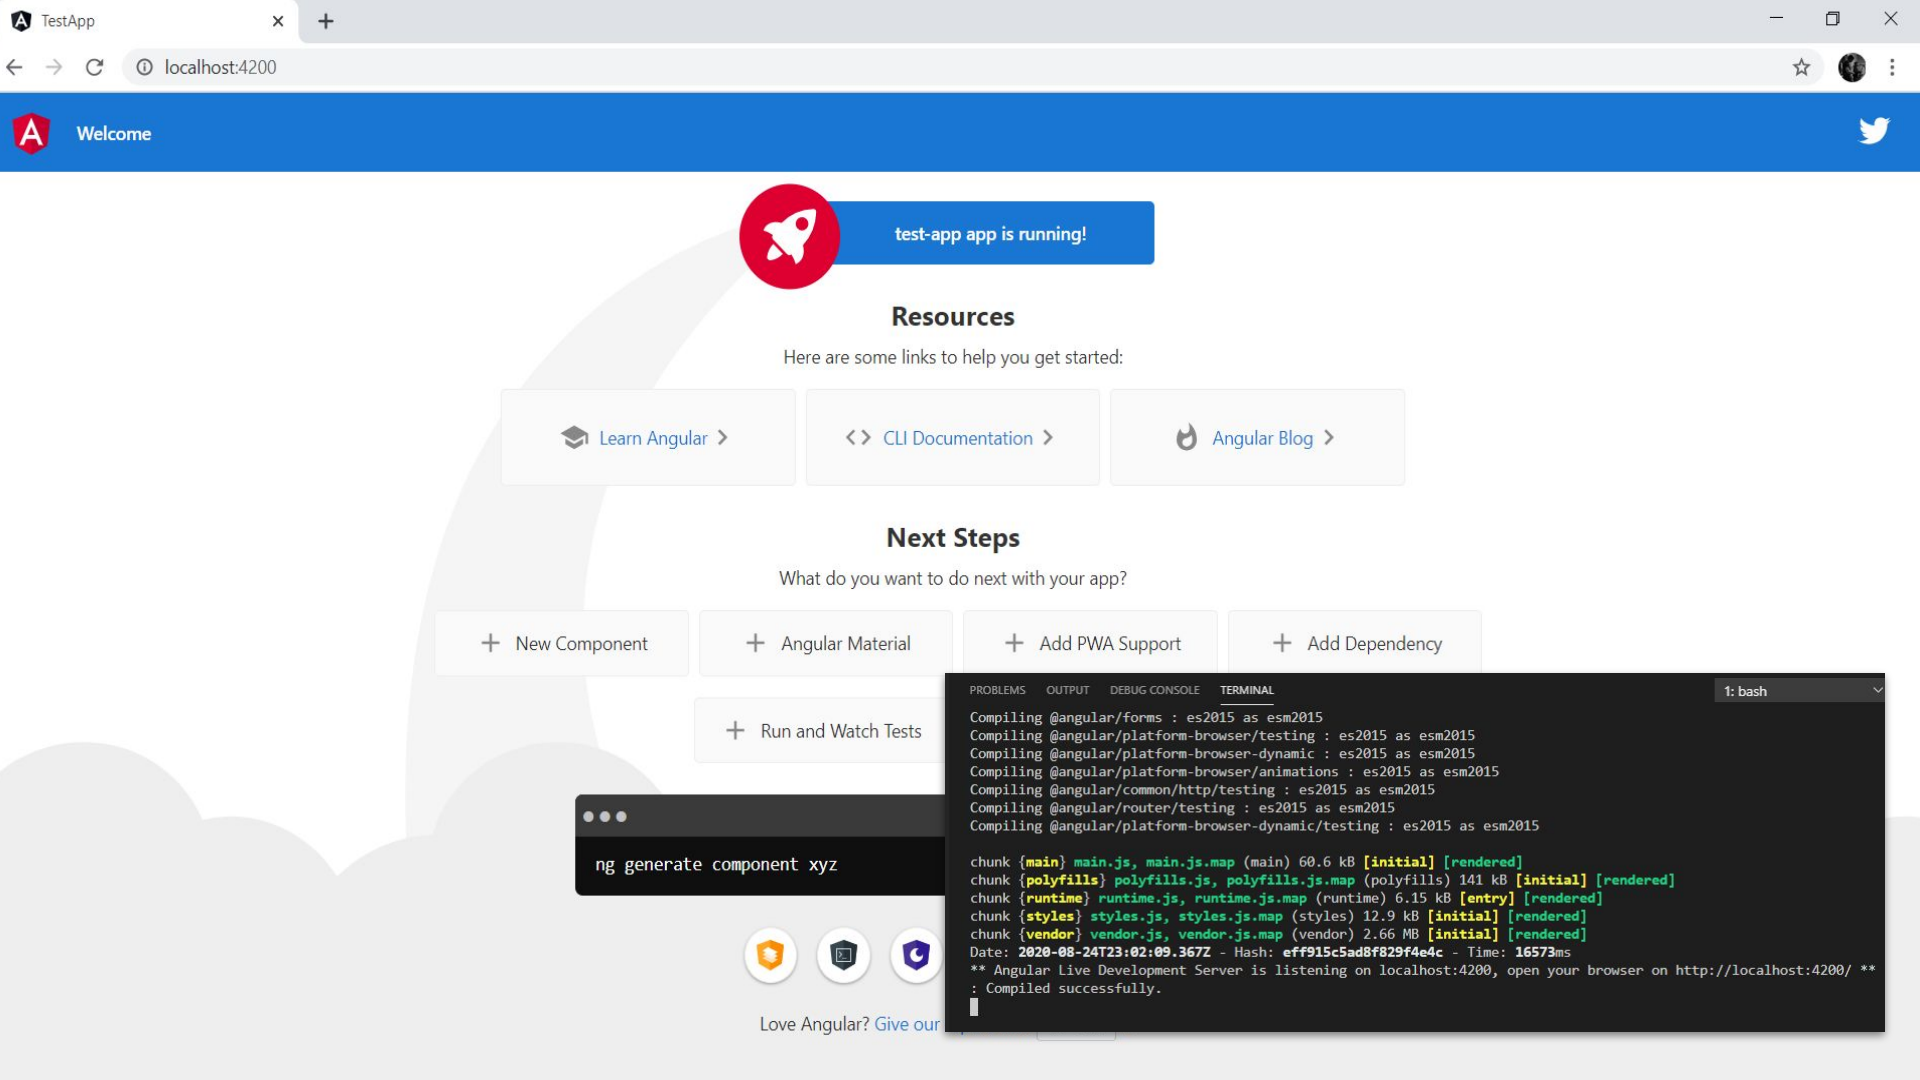 TestApp
localhost:4200
Welcome
test-app app is running!
Resources
Here are some links to help you get started:
Learn Angular
CLI Documentation
Angular Blog
Next Steps
What do you want to do next with your app?
New Component
Angular Material
Add PWA Support
Add Dependency
Run and Watch Tests
ng generate component xyz
Love Angular? Give our
PROBLEMS OUTPUT DEBUG CONSOLE TERMINAL
1: bash
Compiling @angular/forms : es2015 as esm2015
Compiling @angular/platform-browser/testing : es2015 as esm2015
Compiling @angular/platform-browser-dynamic : es2015 as esm2015
Compiling @angular/platform-browser/animations : es2015 as esm2015
Compiling @angular/common/http/testing : es2015 as esm2015
Compiling @angular/router/testing : es2015 as esm2015
Compiling @angular/platform-browser-dynamic/testing : es2015 as esm2015
chunk {main} main.js, main.js.map (main) 60.6 kB [initial] [rendered]
chunk {polyfills} polyfills.js, polyfills.js.map (polyfills) 141 kB [initial] [rendered]
chunk {runtime} runtime.js, runtime.js.map (runtime) 6.15 kB [entry] [rendered]
chunk {styles} styles.js, styles.js.map (styles) 12.9 kB [initial] [rendered]
chunk {vendor} vendor.js, vendor.js.map (vendor) 2.66 MB [initial] [rendered]
Date: 2020-08-24T23:02:09.367Z - Hash: eff915c5ad8f829f4e4c - Time: 16573ms
** Angular Live Development Server is listening on localhost:4200, open your browser on http://localhost:4200/ **
: Compiled successfully.